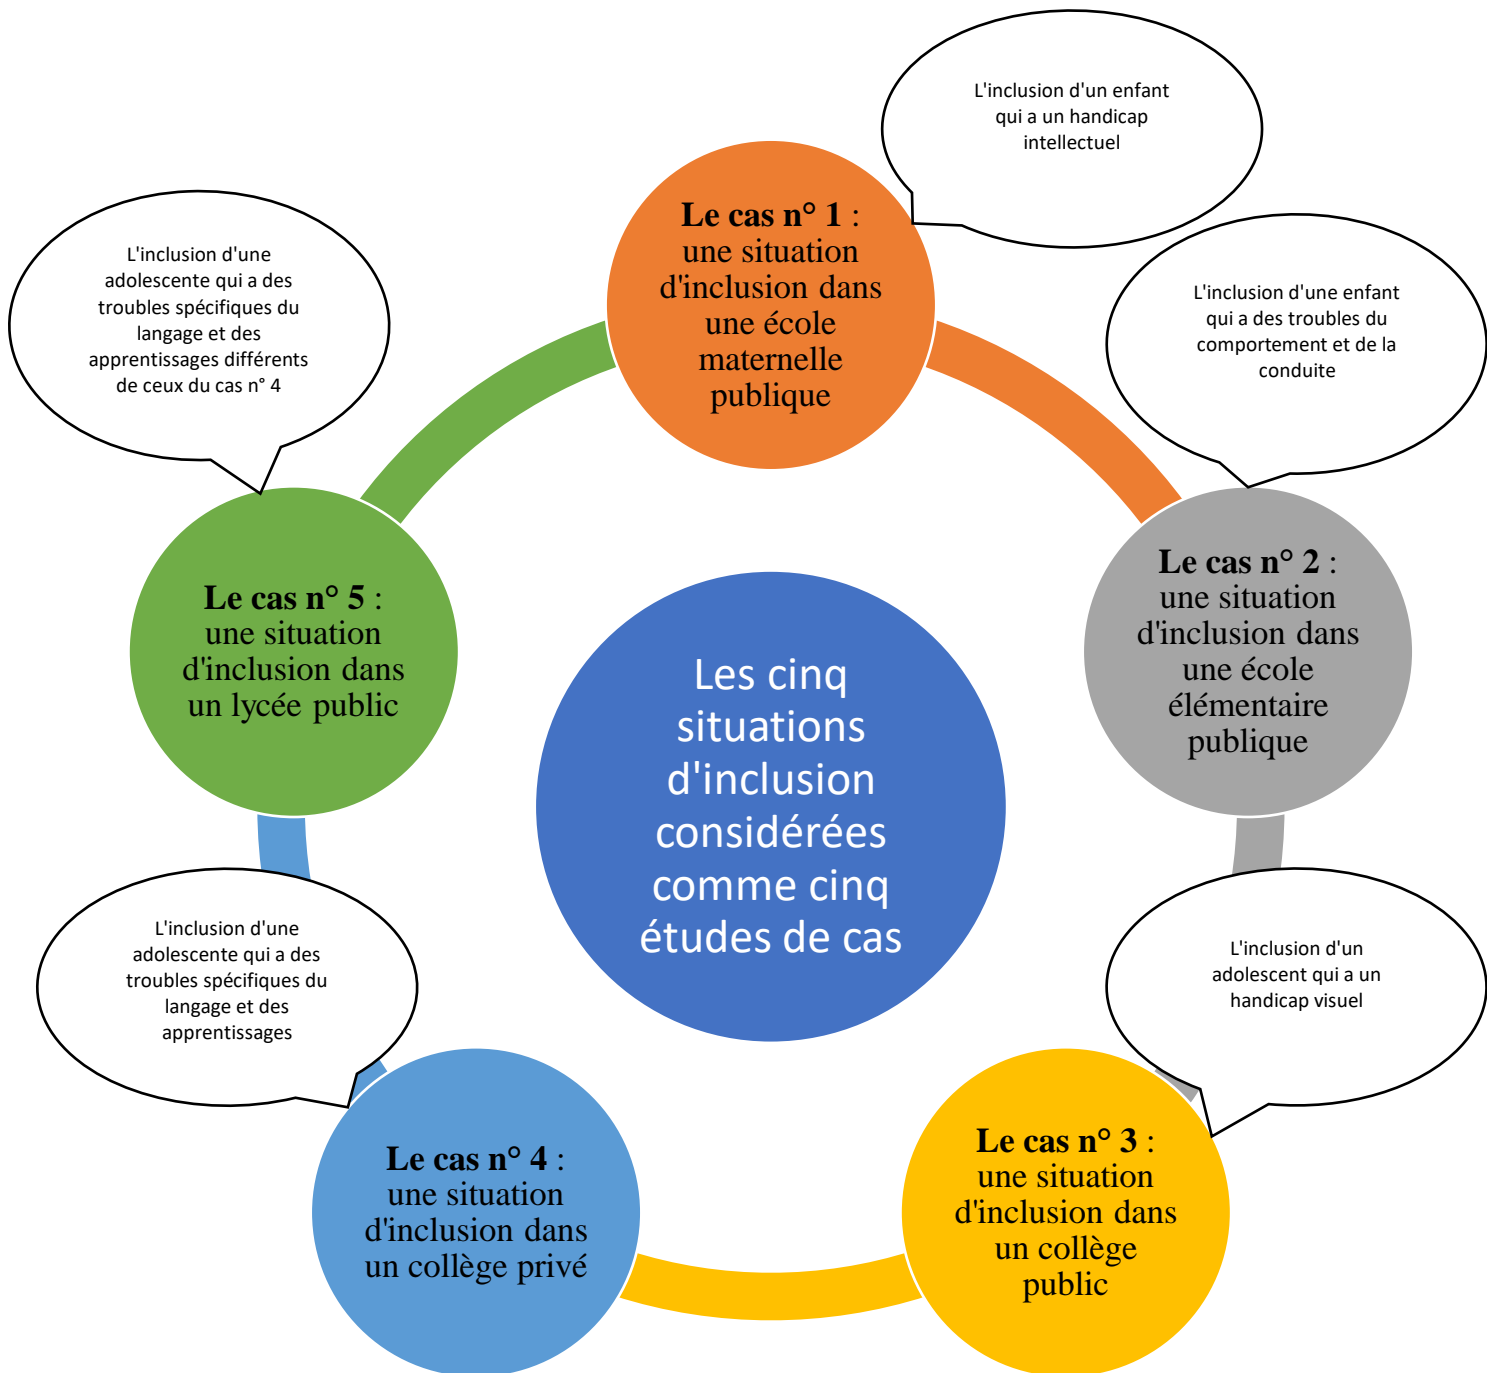 L'inclusion d'un enfant
qui a un handicap
intellectuel
Le cas n° 1 :
une situation
d'inclusion dans
une école
maternelle
publique
L'inclusion d'une enfant
qui a des troubles du
comportement et de la
conduite
Le cas n° 2 :
une situation
d'inclusion dans
une école
élémentaire
publique
L'inclusion d'un
adolescent qui a un
handicap visuel
Le cas n° 3 :
une situation
d'inclusion dans
un collège
public
L'inclusion d'une
adolescente qui a des
troubles spécifiques du
langage et des
apprentissages
Le cas n° 4 :
une situation
d'inclusion dans
un collège privé
L'inclusion d'une
adolescente qui a des
troubles spécifiques du
langage et des
apprentissages différents
de ceux du cas n° 4
Le cas n° 5 :
une situation
d'inclusion dans
un lycée public
Les cinq
situations
d'inclusion
considérées
comme cinq
études de cas